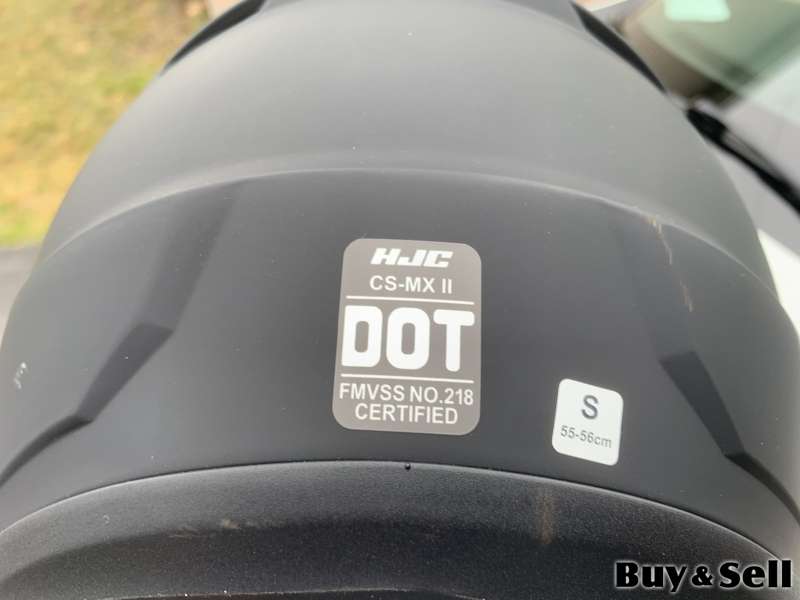 HJC
CS-MX II
DOT
FMVSS NO.218
CERTIFIED
S
55-56cm
Buy & Sell